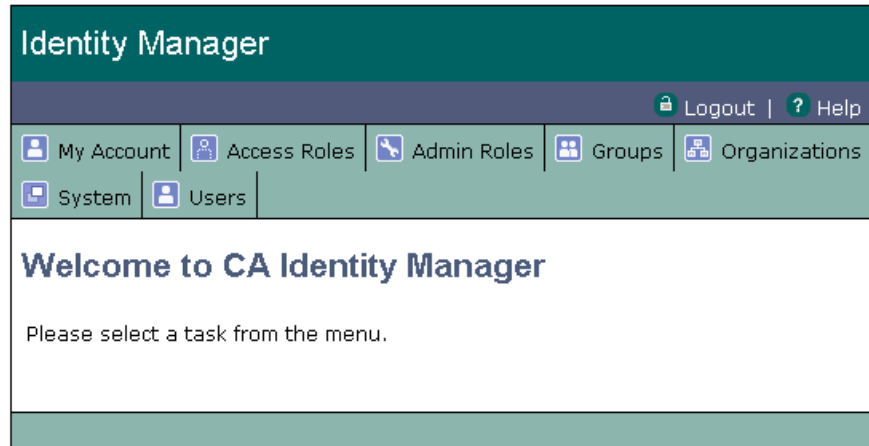 Identity Manager
Logout | ? Help
My Account Access Roles Admin Roles Groups Organizations
System Users
Welcome to CA Identity Manager
Please select a task from the menu.